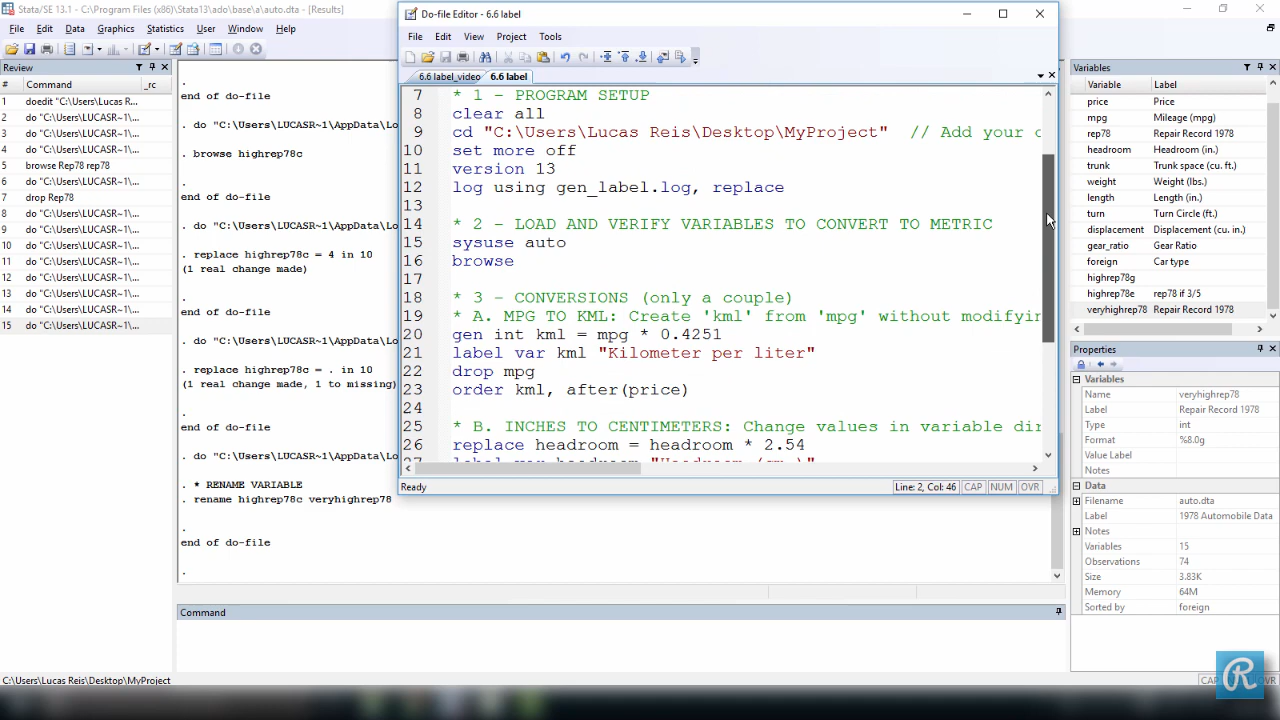 Stata/SE 13.1 - C:\Program Files (x86)\Stata13\ado\base\a\auto.dta - [Results]
File Edit Data Graphics Statistics User Window Help
Review
# Command _rc
1 doedit "C:\Users\Lucas R...
2 do "C:\Users\LUCASR~1\...
3 do "C:\Users\LUCASR~1\...
4 do "C:\Users\LUCASR~1\...
5 browse Rep78 rep78
6 do "C:\Users\LUCASR~1\...
7 drop Rep78
8 do "C:\Users\LUCASR~1\...
9 do "C:\Users\LUCASR~1\...
10 do "C:\Users\LUCASR~1\...
11 do "C:\Users\LUCASR~1\...
12 do "C:\Users\LUCASR~1\...
13 do "C:\Users\LUCASR~1\...
14 do "C:\Users\LUCASR~1\...
15 do "C:\Users\LUCASR~1\...
.
end of do-file
. do "C:\Users\LUCASR~1\AppData\Lo
. browse highrep78c
.
end of do-file
. do "C:\Users\LUCASR~1\AppData\Lo
. replace highrep78c = 4 in 10
(1 real change made)
.
end of do-file
. do "C:\Users\LUCASR~1\AppData\Lo
. replace highrep78c = . in 10
(1 real change made, 1 to missing)
.
end of do-file
. do "C:\Users\LUCASR~1\AppData\Lo
. * RENAME VARIABLE
. rename highrep78c veryhighrep78
.
end of do-file
.
Command
Do-file Editor - 6.6 label
File Edit View Project Tools
6.6 label_video 6.6 label
7 * 1 - PROGRAM SETUP
8 clear all
9 cd "C:\Users\Lucas Reis\Desktop\MyProject" // Add your
10 set more off
11 version 13
12 log using gen_label.log, replace
13
14 * 2 - LOAD AND VERIFY VARIABLES TO CONVERT TO METRIC
15 sysuse auto
16 browse
17
18 * 3 - CONVERSIONS (only a couple)
19 * A. MPG TO KML: Create 'kml' from 'mpg' without modifyin
20 gen int kml = mpg * 0.4251
21 label var kml "Kilometer per liter"
22 drop mpg
23 order kml, after(price)
24
25 * B. INCHES TO CENTIMETERS: Change values in variable dir
26 replace headroom = headroom * 2.54
Ready
Line: 2, Col: 46 CAP NUM OVR
Variables
Variable Label
price Price
mpg Mileage (mpg)
rep78 Repair Record 1978
headroom Headroom (in.)
trunk Trunk space (cu. ft.)
weight Weight (lbs.)
length Length (in.)
turn Turn Circle (ft.)
displacement Displacement (cu. in.)
gear_ratio Gear Ratio
foreign Car type
highrep78g
highrep78e rep78 if 3/5
veryhighrep78 Repair Record 1978
Properties
Variables
Name veryhighrep78
Label Repair Record 1978
Type int
Format %8.0g
Value Label
Notes
Data
Filename auto.dta
Label 1978 Automobile Data
Notes
Variables 15
Observations 74
Size 3.83K
Memory 64M
Sorted by foreign
C:\Users\Lucas Reis\Desktop\MyProject
R